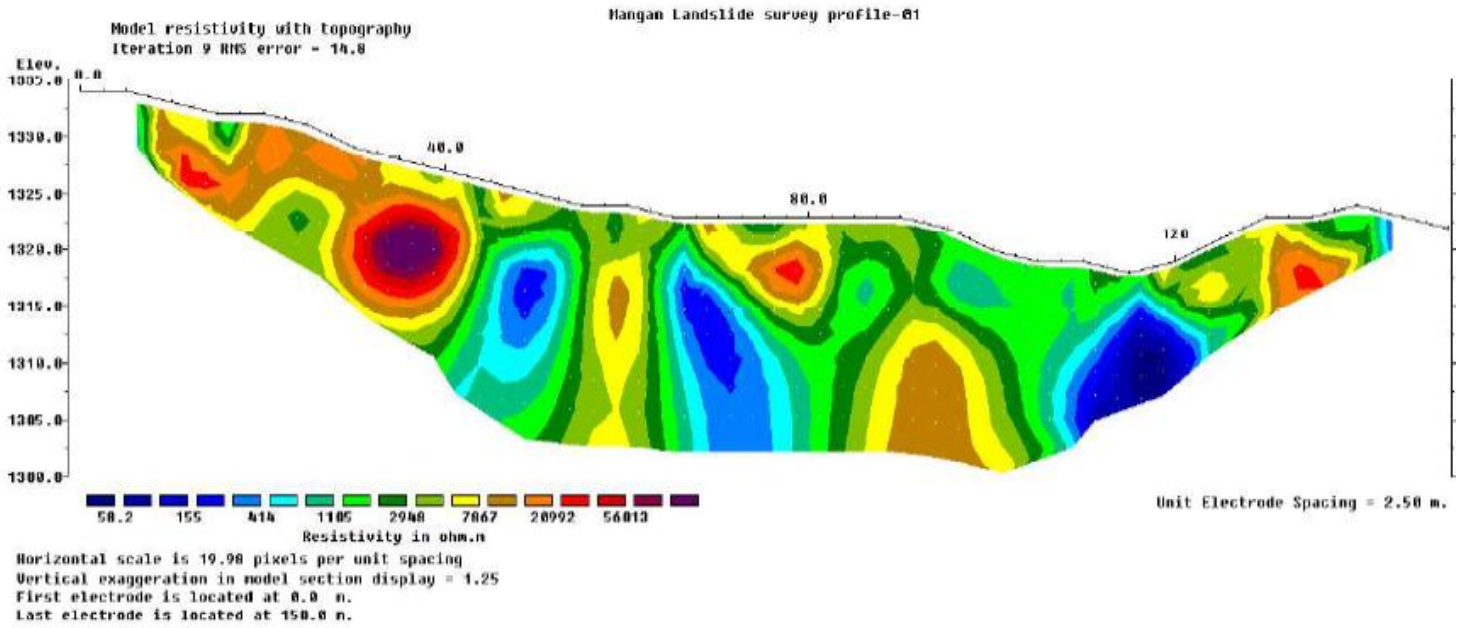 Mangan Landslide survey profile-01
Model resistivity with topography
Iteration 9 RMS error = 14.8
Elev.
0.0
1335.0
1330.0
40.0
1325.0
80.0
1320.0
120
1315.0
1310.0
1305.0
1300.0
50.2 155 414 1105 2948 7867 20992 56013
Unit Electrode Spacing = 2.50 m.
Resistivity in ohm.m
Horizontal scale is 19.98 pixels per unit spacing
Vertical exaggeration in model section display = 1.25
First electrode is located at 0.0 m.
Last electrode is located at 150.0 m.